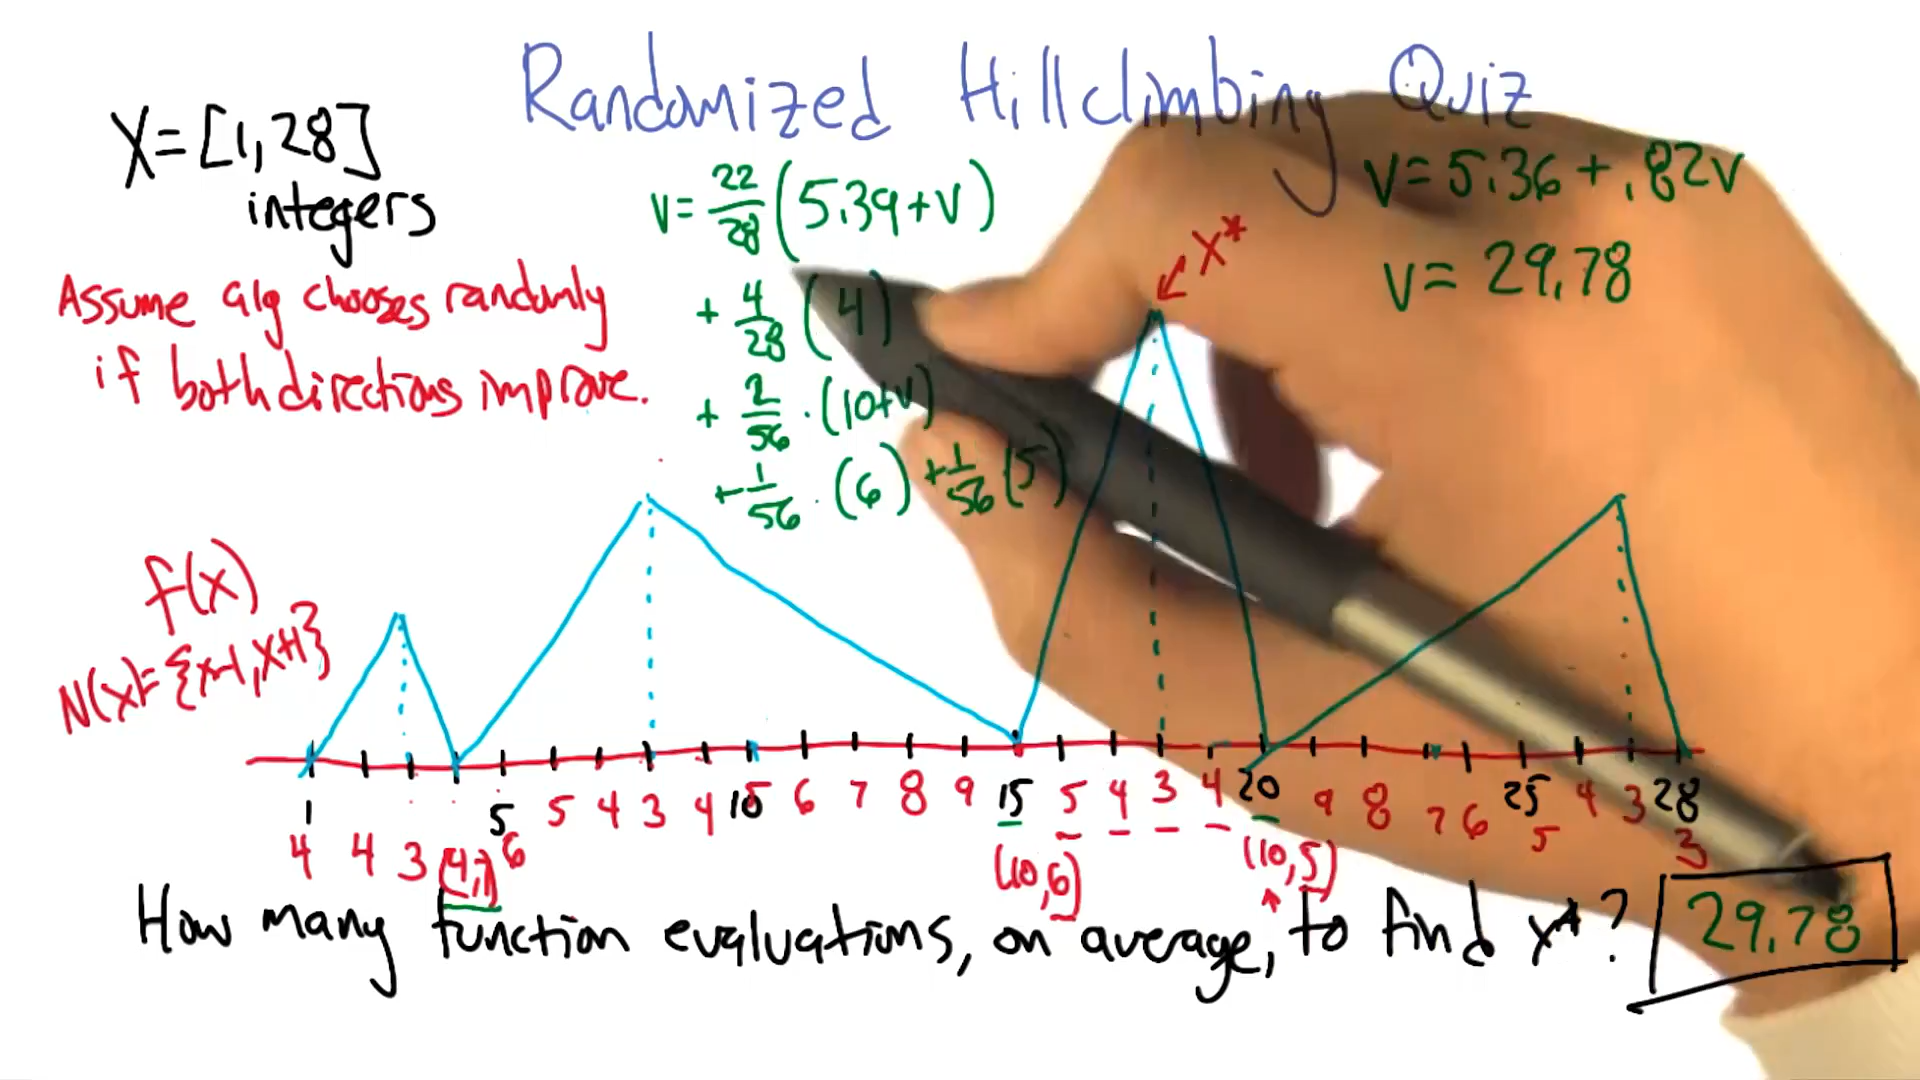 Randomized Hillclimbing Quiz
X=[1,28]
integers
Assume alg chooses randomly
if both directions improve.
v= 22/28 (5.39+v)
+ 4/28 (4)
+ 2/56 · (10+v)
+ 1/56 · (6) + 1/56 (5)
v=5.36+.82v
v= 29.78
x*
f(x)
N(x)={x-1,x+1}
1 5 5 4 3 4 10 5 6 7 8 9 15 5 4 3 4 20 9 8 7 6 25 4 3 28
4 4 3 (4,7) 6 (10,6) (10,5) 5 3
How many function evaluations, on average, to find x*? 29.78